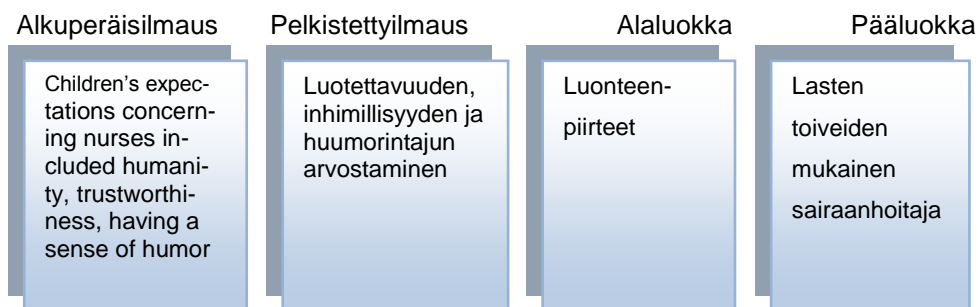 Alkuperäisilmaus
Pelkistettyilmaus
Alaluokka
Pääluokka
Children's expec-
tations concern-
ing nurses in-
cluded humani-
ty, trustworthi-
ness, having a
sense of humor
Luotettavuuden,
inhimillisyyden ja
huumorintajun
arvostaminen
Luonteen-
piirteet
Lasten
toiveiden
mukainen
sairaanhoitaja